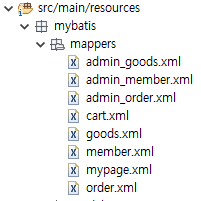 src/main/resources
mybatis
mappers
admin_goods.xml
admin_member.xml
admin_order.xml
cart.xml
goods.xml
member.xml
mypage.xml
order.xml